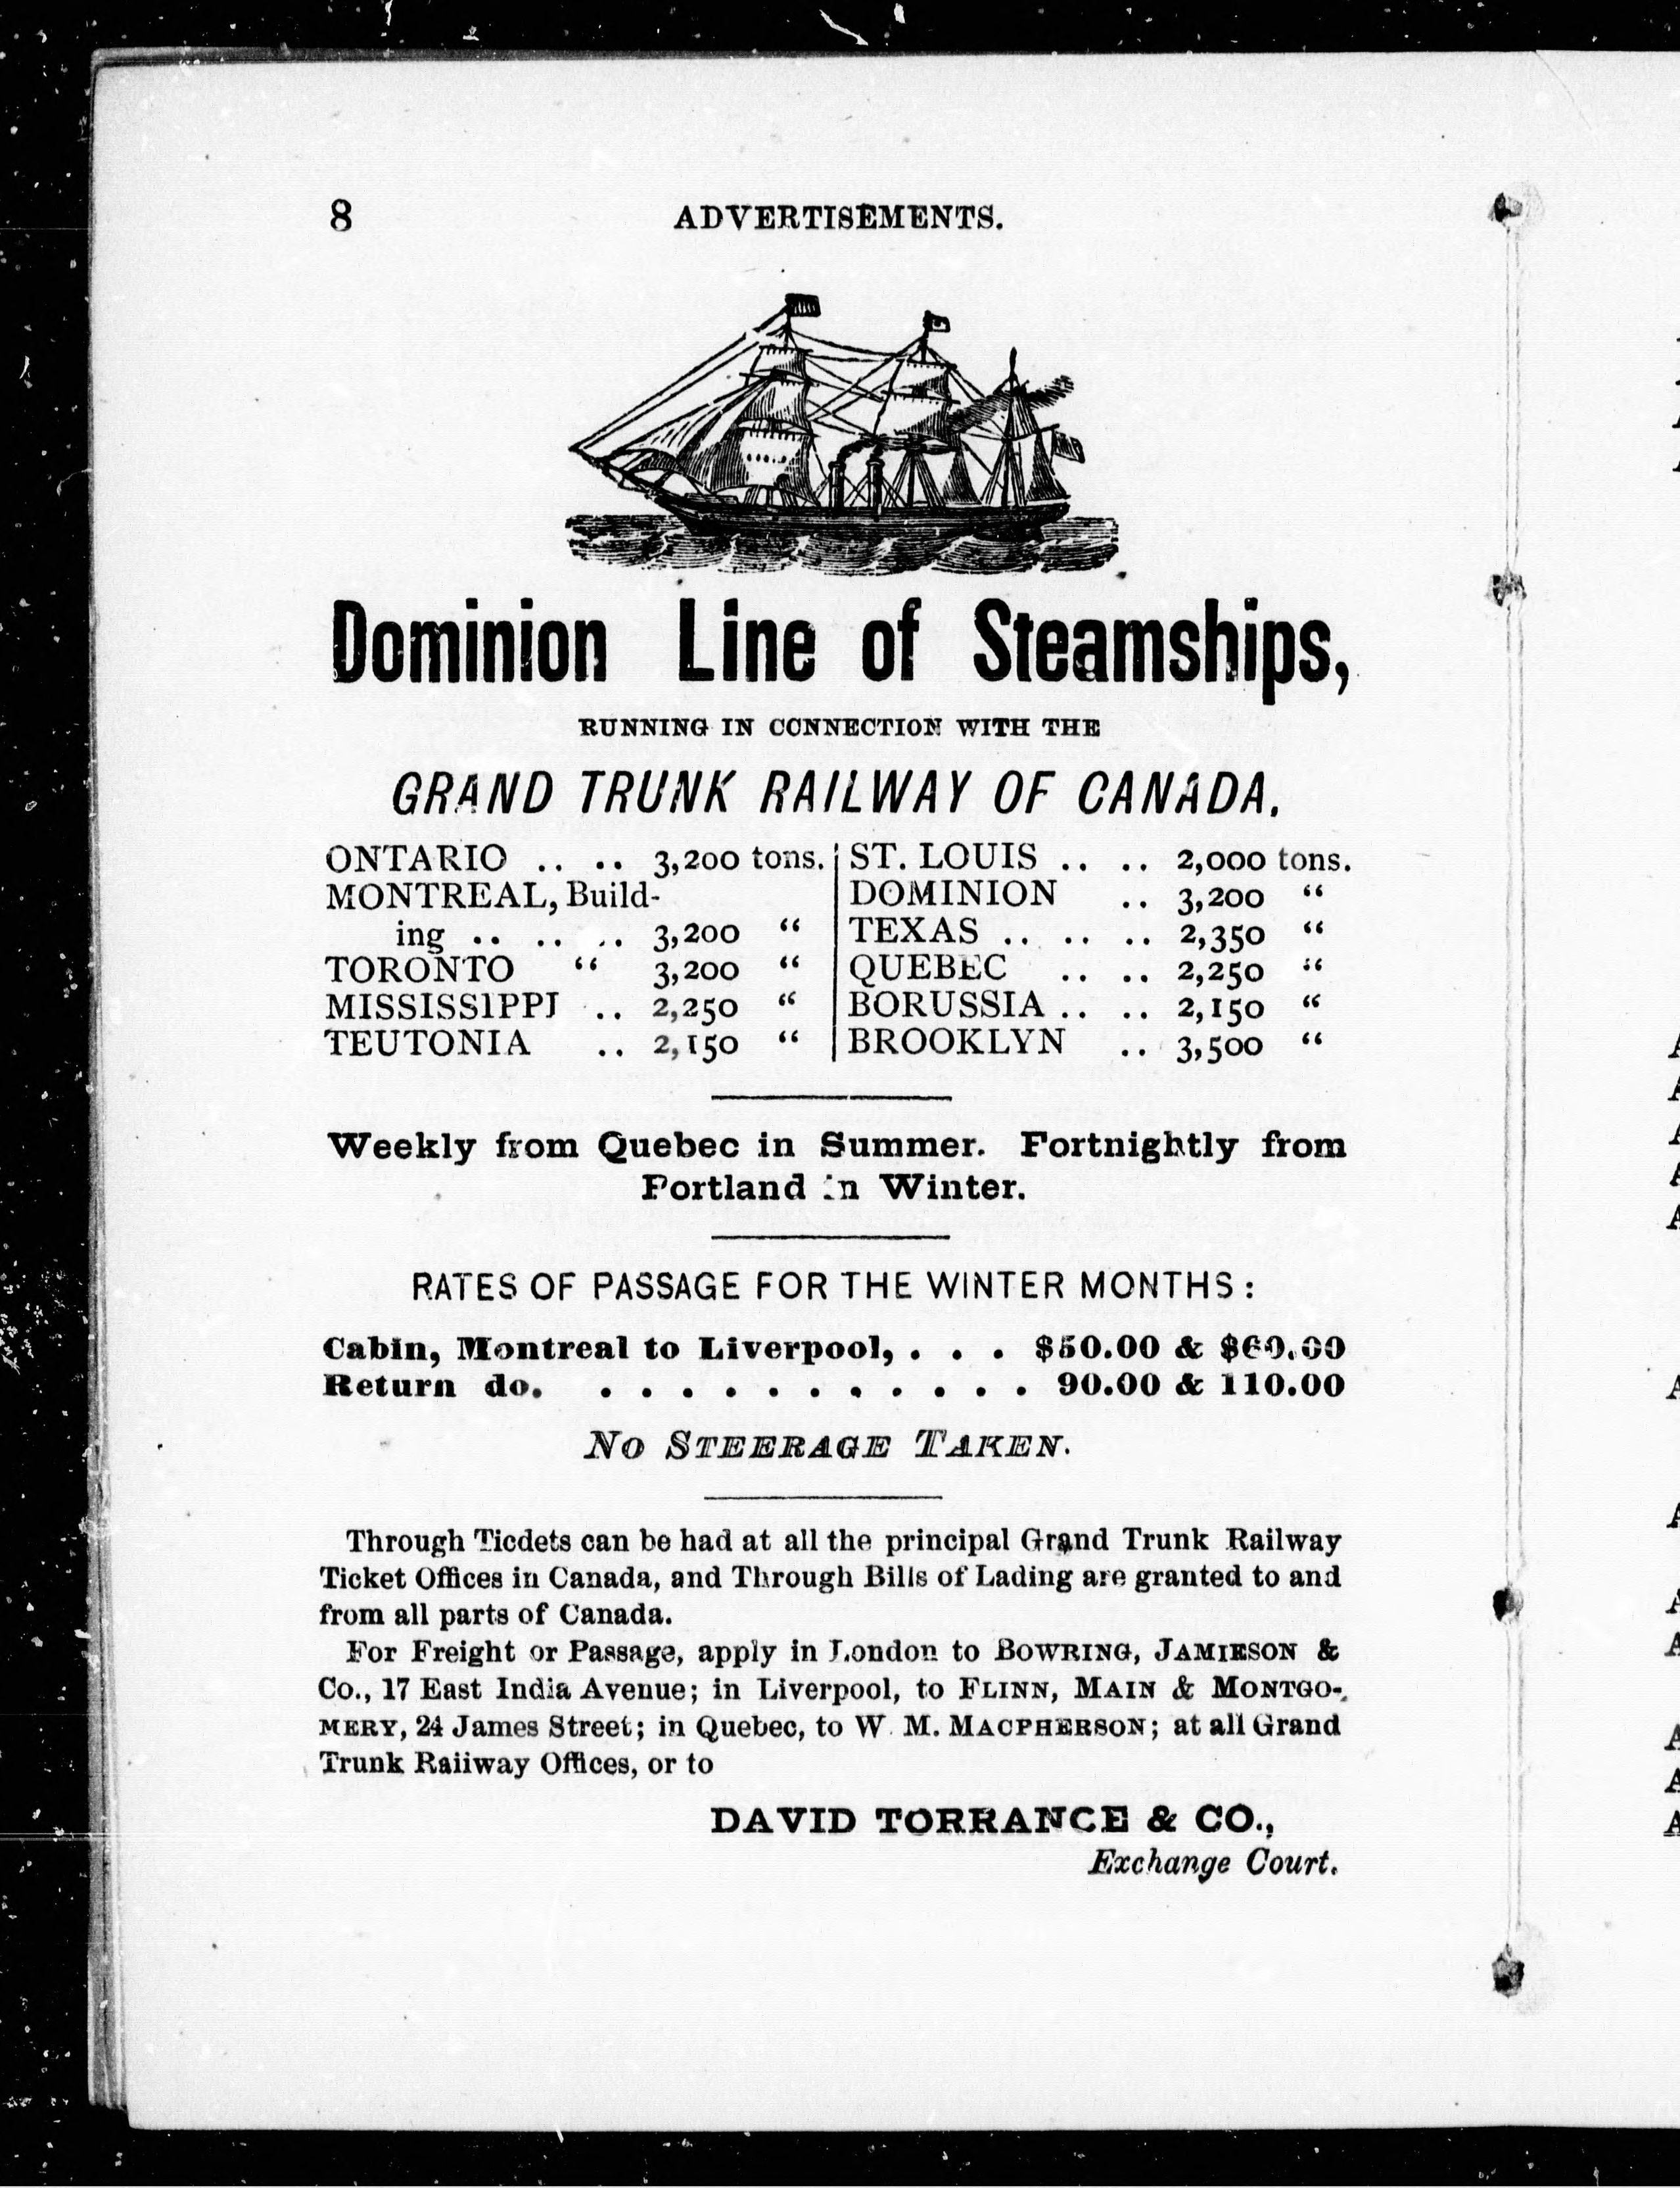 8 ADVERTISEMENTS.
Dominion Line of Steamships,
RUNNING IN CONNECTION WITH THE
GRAND TRUNK RAILWAY OF CANADA.
ONTARIO .. .. 3,200 tons.
MONTREAL, Build-
ing .. .. .. 3,200 “
TORONTO “ 3,200 “
MISSISSIPPI .. 2,250 “
TEUTONIA .. 2,150 “
ST. LOUIS .. .. 2,000 tons.
DOMINION .. 3,200 “
TEXAS .. .. .. 2,350 “
QUEBEC .. .. 2,250 “
BORUSSIA .. .. 2,150 “
BROOKLYN .. 3,500 “
Weekly from Quebec in Summer. Fortnightly from
Portland in Winter.
RATES OF PASSAGE FOR THE WINTER MONTHS:
Cabin, Montreal to Liverpool, . . . $50.00 & $60.00
Return do. . . . . . . . . . . . 90.00 & 110.00
NO STEERAGE TAKEN.
Through Ticdets can be had at all the principal Grand Trunk Railway
Ticket Offices in Canada, and Through Bills of Lading are granted to and
from all parts of Canada.
For Freight or Passage, apply in London to BOWRING, JAMIESON &
Co., 17 East India Avenue; in Liverpool, to FLINN, MAIN & MONTGO-
MERY, 24 James Street; in Quebec, to W. M. MACPHERSON; at all Grand
Trunk Raiiway Offices, or to
DAVID TORRANCE & CO.,
Exchange Court.